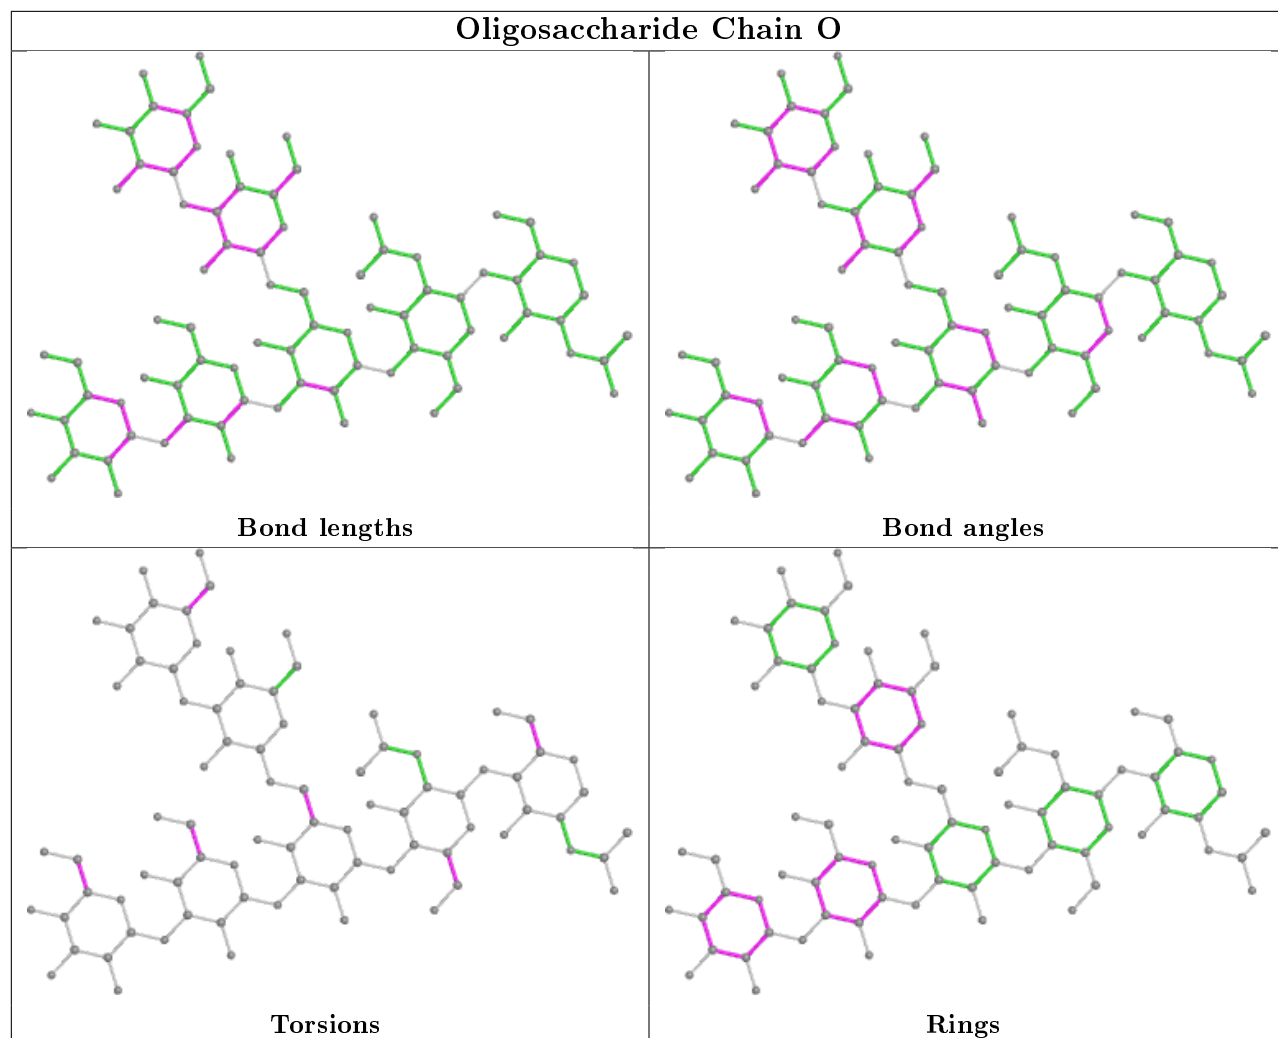 Oligosaccharide Chain O
Bond lengths
Bond angles
Torsions
Rings